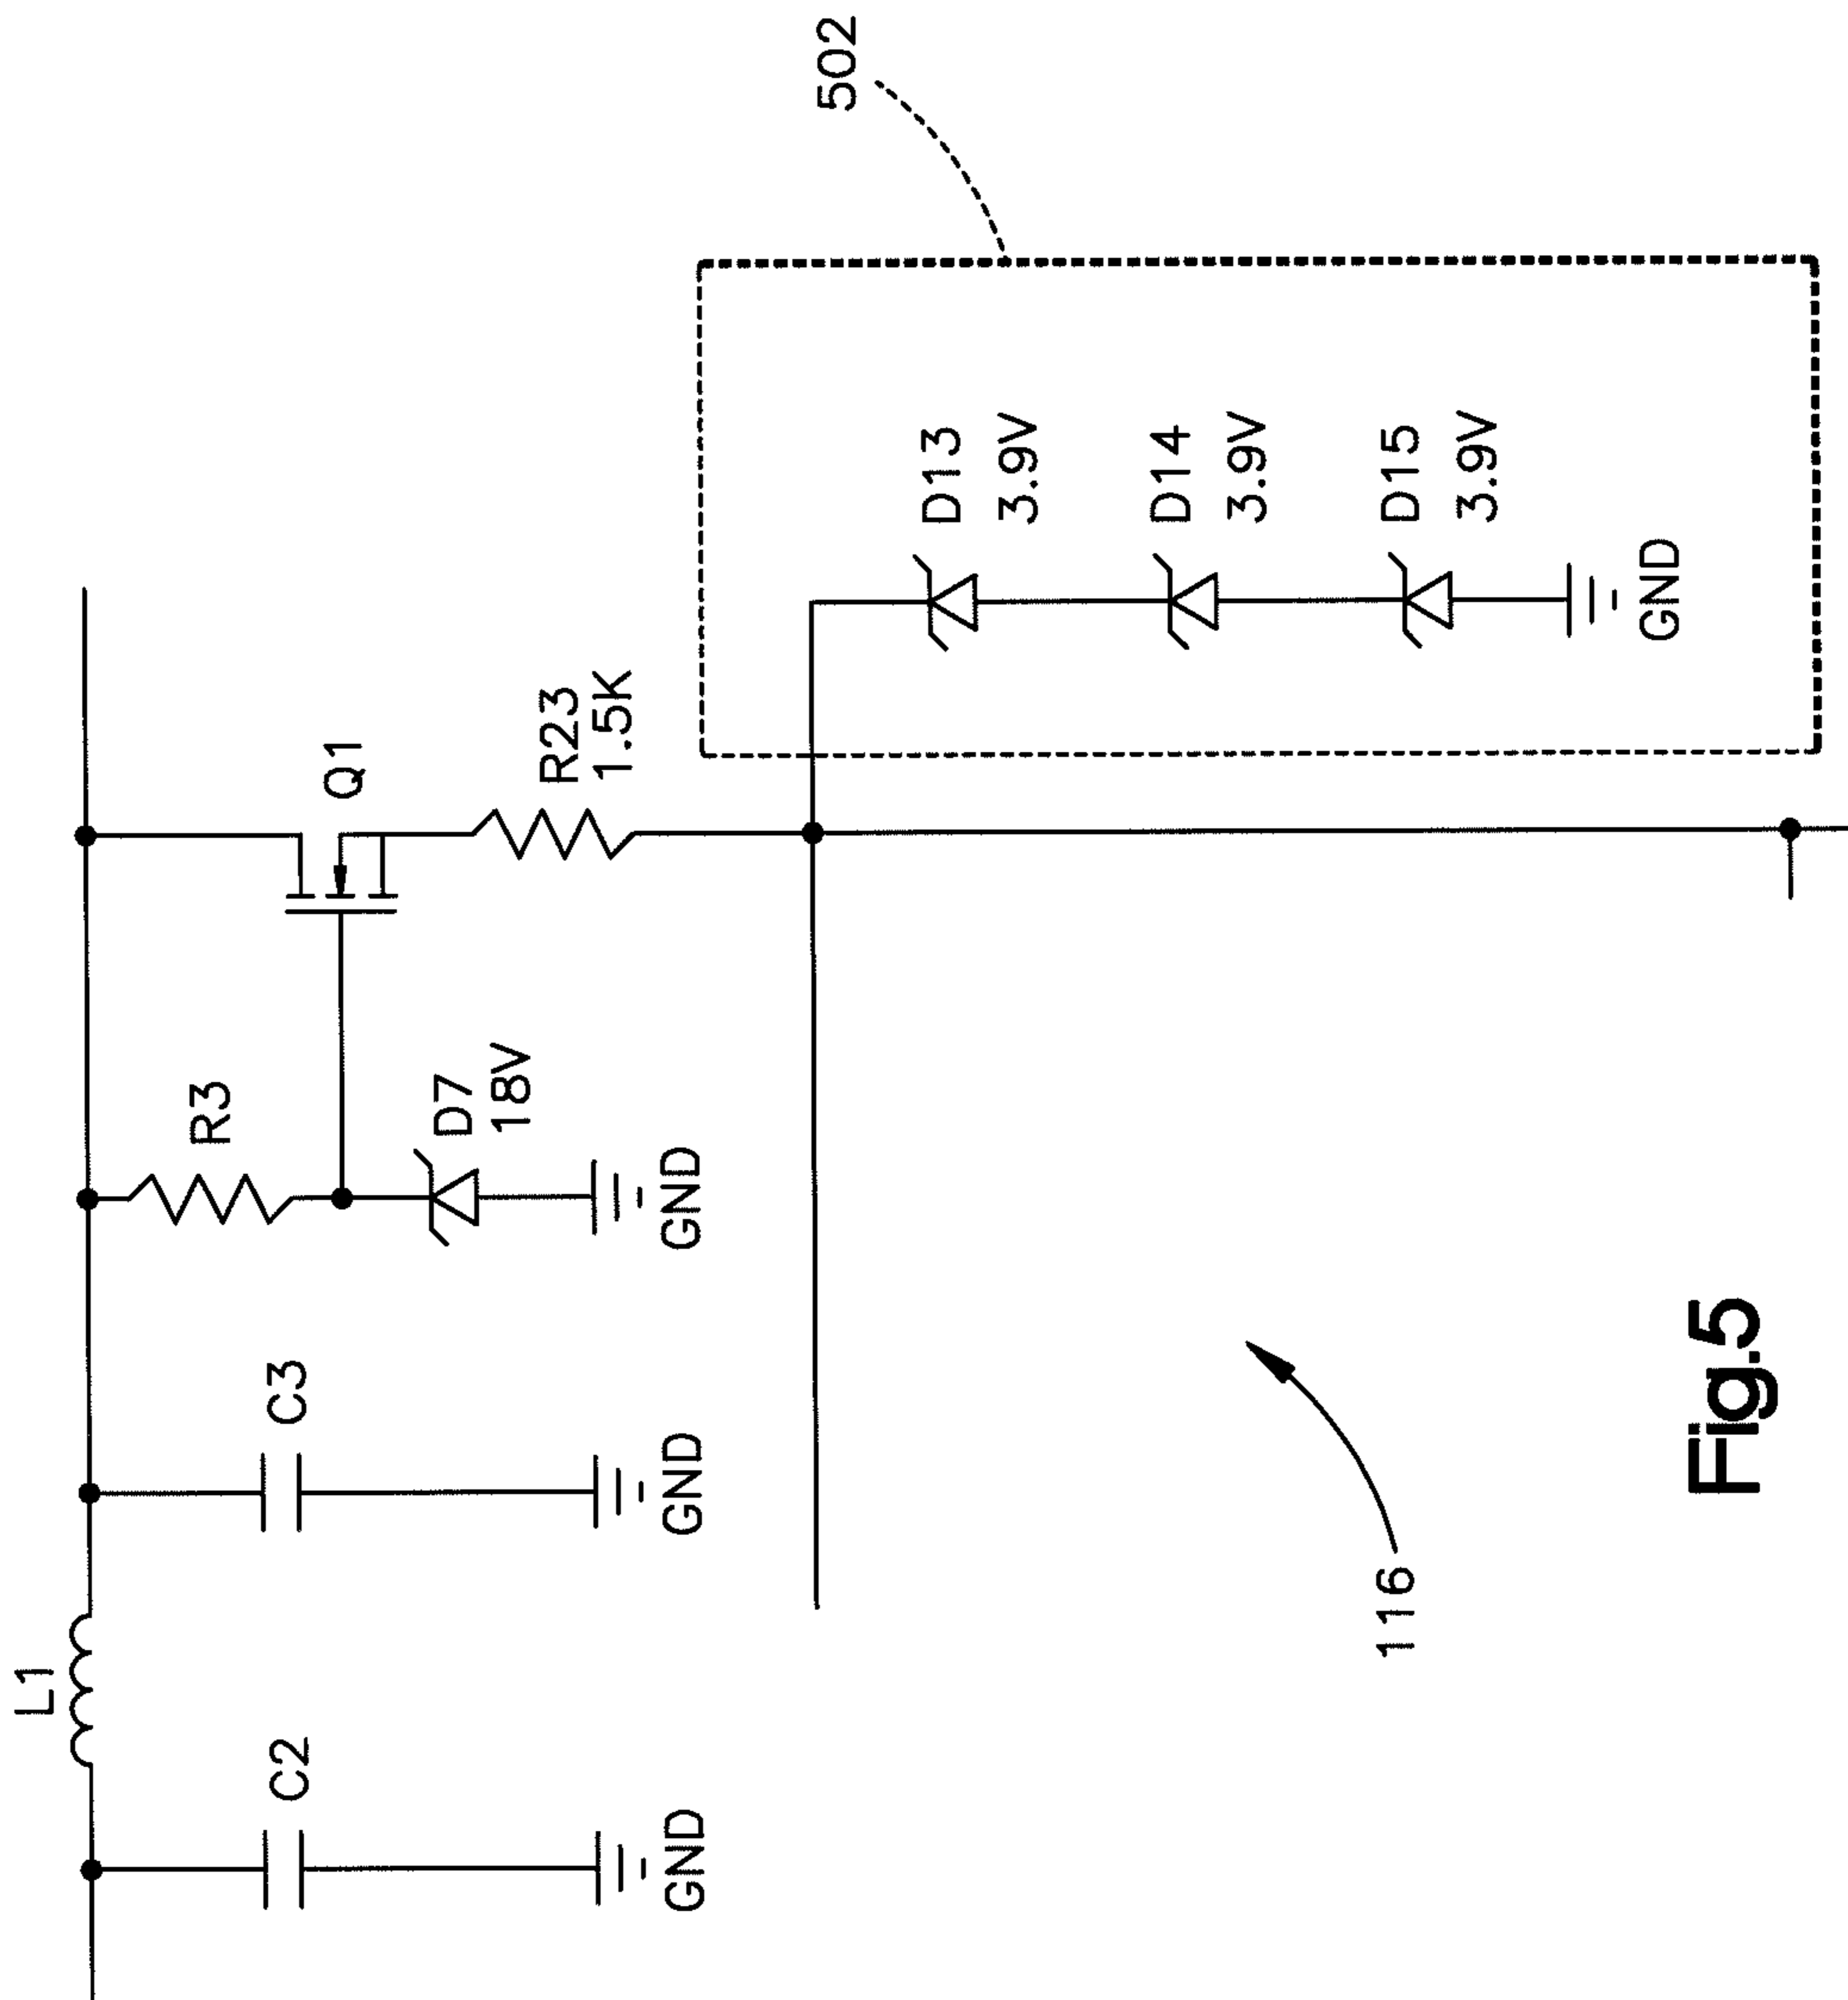 L1
C2
GND
C3
GND
R3
D7
18V
GND
Q1
R23
1.5K
502
D13
3.9V
D14
3.9V
D15
3.9V
GND
116
Fig.5